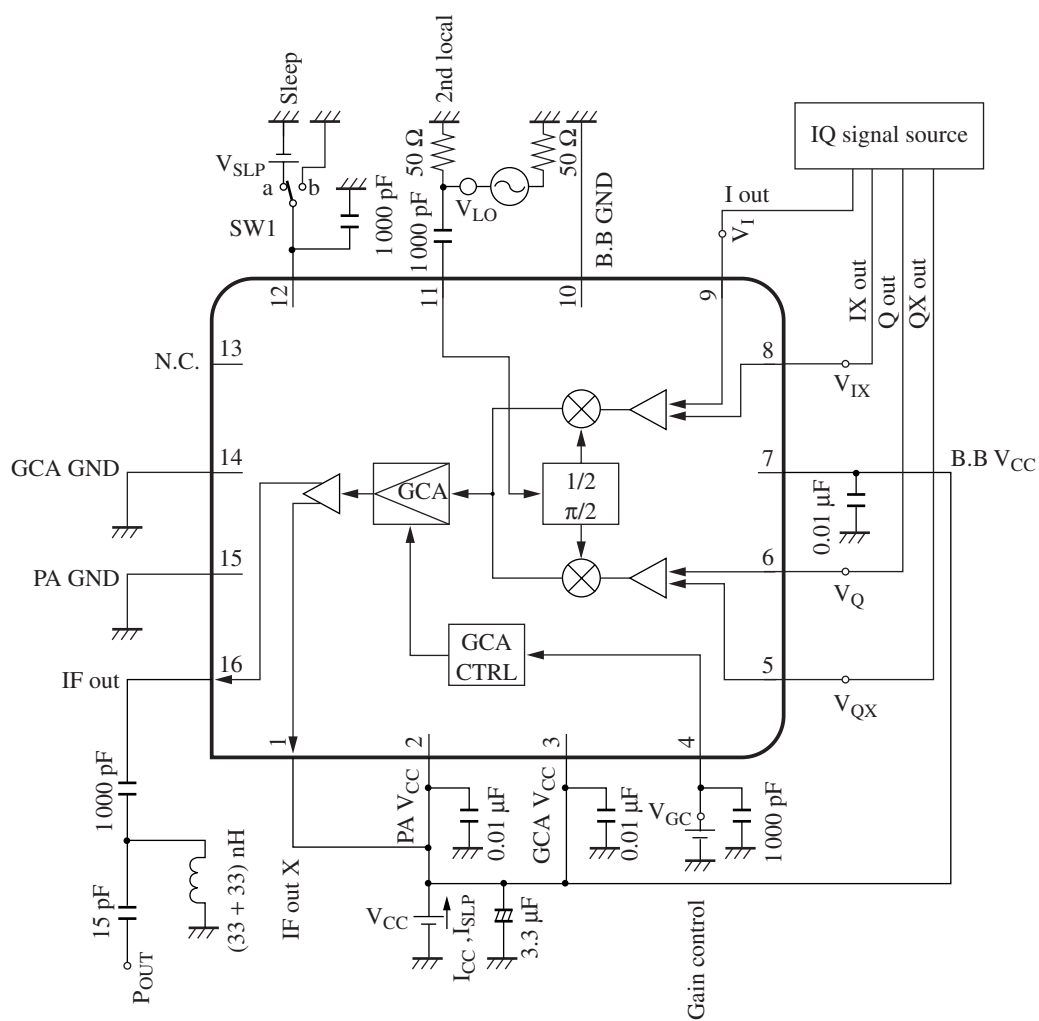 Sleep
2nd local
IQ signal source
V_SLP
a
b
SW1
1000 pF
50 Ω
1000 pF
V_LO
50 Ω
B.B GND
I out
V_I
IX out
Q out
QX out
12
11
10
9
N.C.
13
8
V_IX
GCA GND
14
7
B.B V_CC
GCA
1/2
π/2
0.01 μF
PA GND
15
6
V_Q
GCA
CTRL
IF out
16
5
V_QX
1
2
3
4
1000 pF
PA V_CC
0.01 μF
GCA V_CC
0.01 μF
V_GC
1000 pF
15 pF
(33 + 33) nH
IF out X
V_CC
I_CC , I_SLP
3.3 μF
Gain control
P_OUT